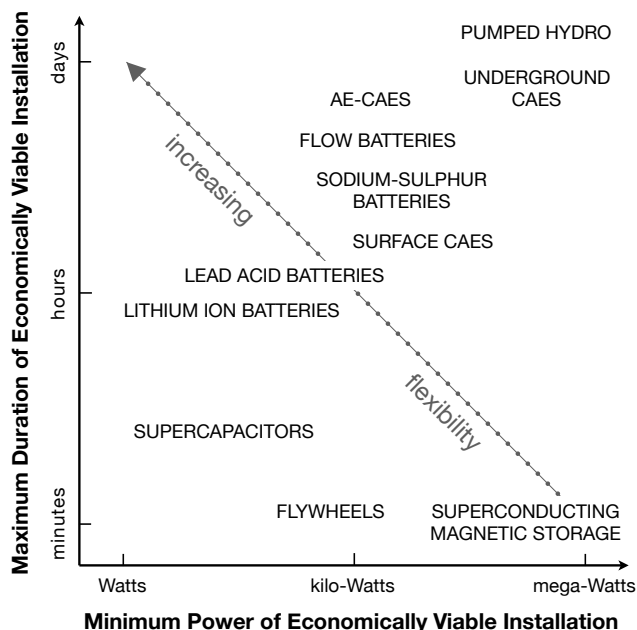 PUMPED HYDRO
UNDERGROUND
CAES
AE-CAES
FLOW BATTERIES
SODIUM-SULPHUR
BATTERIES
SURFACE CAES
LEAD ACID BATTERIES
LITHIUM ION BATTERIES
SUPERCAPACITORS
FLYWHEELS
SUPERCONDUCTING
MAGNETIC STORAGE
increasing
flexibility
Maximum Duration of Economically Viable Installation
days
hours
minutes
Watts
kilo-Watts
mega-Watts
Minimum Power of Economically Viable Installation